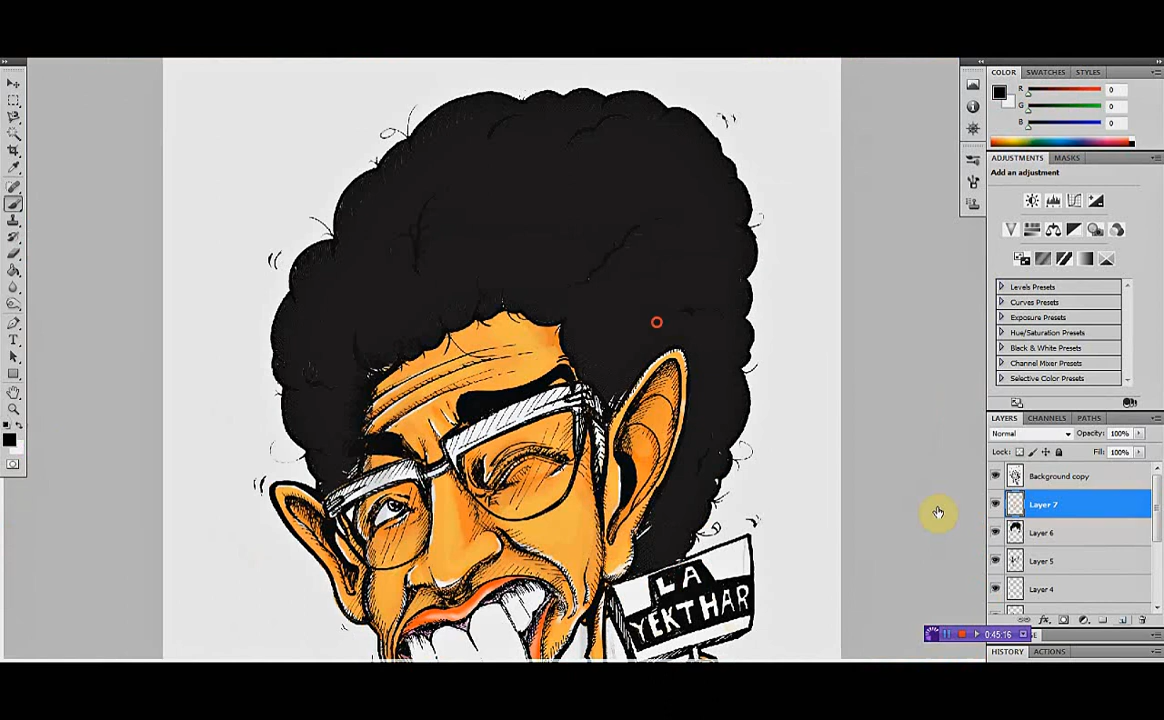 COLOR SWATCHES STYLES
R 0
G 0
B 0
ADJUSTMENTS MASKS
Add an adjustment
Levels Presets
Curves Presets
Exposure Presets
Hue/Saturation Presets
Black & White Presets
Channel Mixer Presets
Selective Color Presets
LAYERS CHANNELS PATHS
Normal Opacity: 100%
Lock: Fill: 100%
Background copy
Layer 7
Layer 6
Layer 5
Layer 4
0:45:16
HISTORY ACTIONS
LA
YEKTHAR